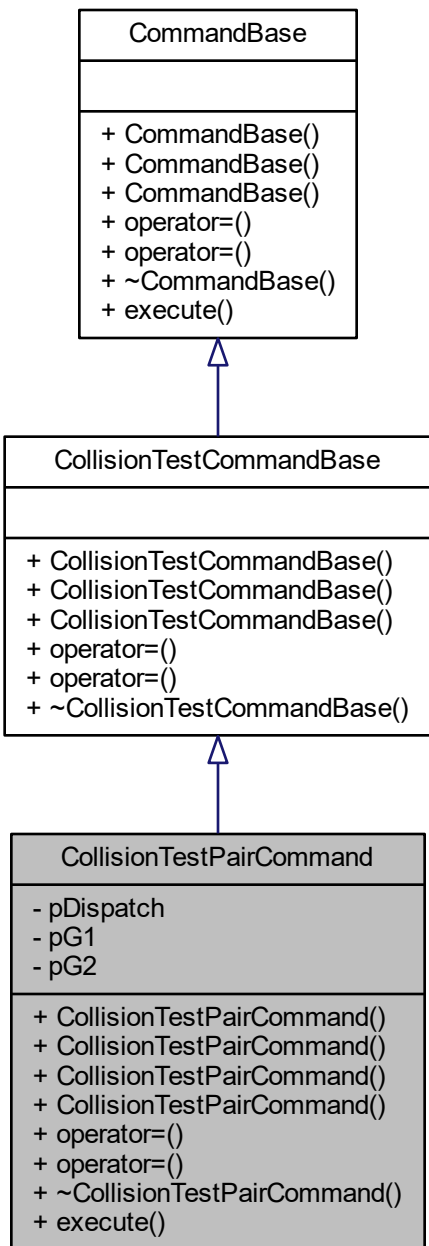 CommandBase
+ CommandBase()
+ CommandBase()
+ CommandBase()
+ operator=()
+ operator=()
+ ~CommandBase()
+ execute()
CollisionTestCommandBase
+ CollisionTestCommandBase()
+ CollisionTestCommandBase()
+ CollisionTestCommandBase()
+ operator=()
+ operator=()
+ ~CollisionTestCommandBase()
CollisionTestPairCommand
- pDispatch
- pG1
- pG2
+ CollisionTestPairCommand()
+ CollisionTestPairCommand()
+ CollisionTestPairCommand()
+ CollisionTestPairCommand()
+ operator=()
+ operator=()
+ ~CollisionTestPairCommand()
+ execute()